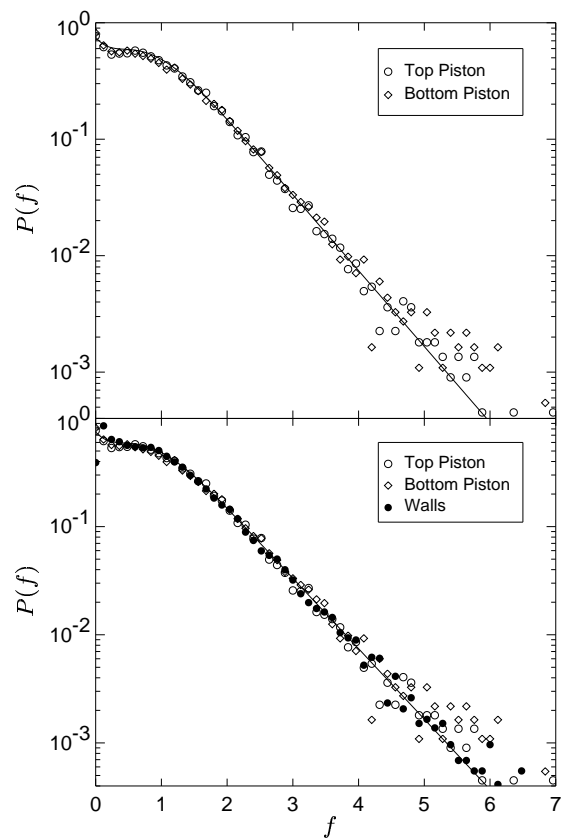 10^0
Top Piston
Bottom Piston
10^-1
P(f)
10^-2
10^-3
10^0
Top Piston
Bottom Piston
Walls
10^-1
P(f)
10^-2
10^-3
0 1 2 3 4 5 6 7
f